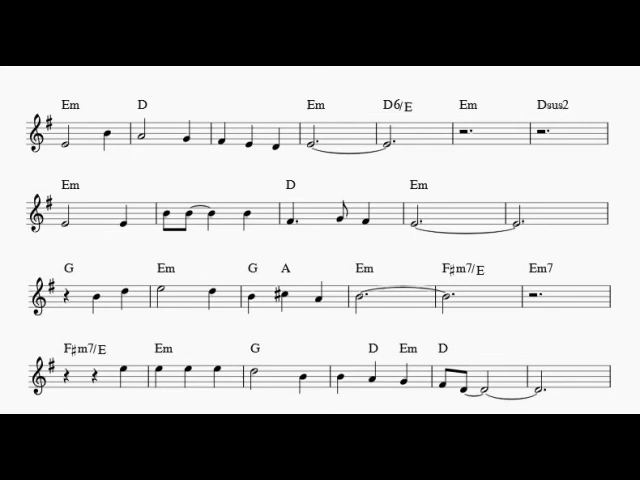 Em D Em D6/E Em Dsus2
Em D Em
G Em G A Em F♯m7/E Em7
F♯m7/E Em G D Em D